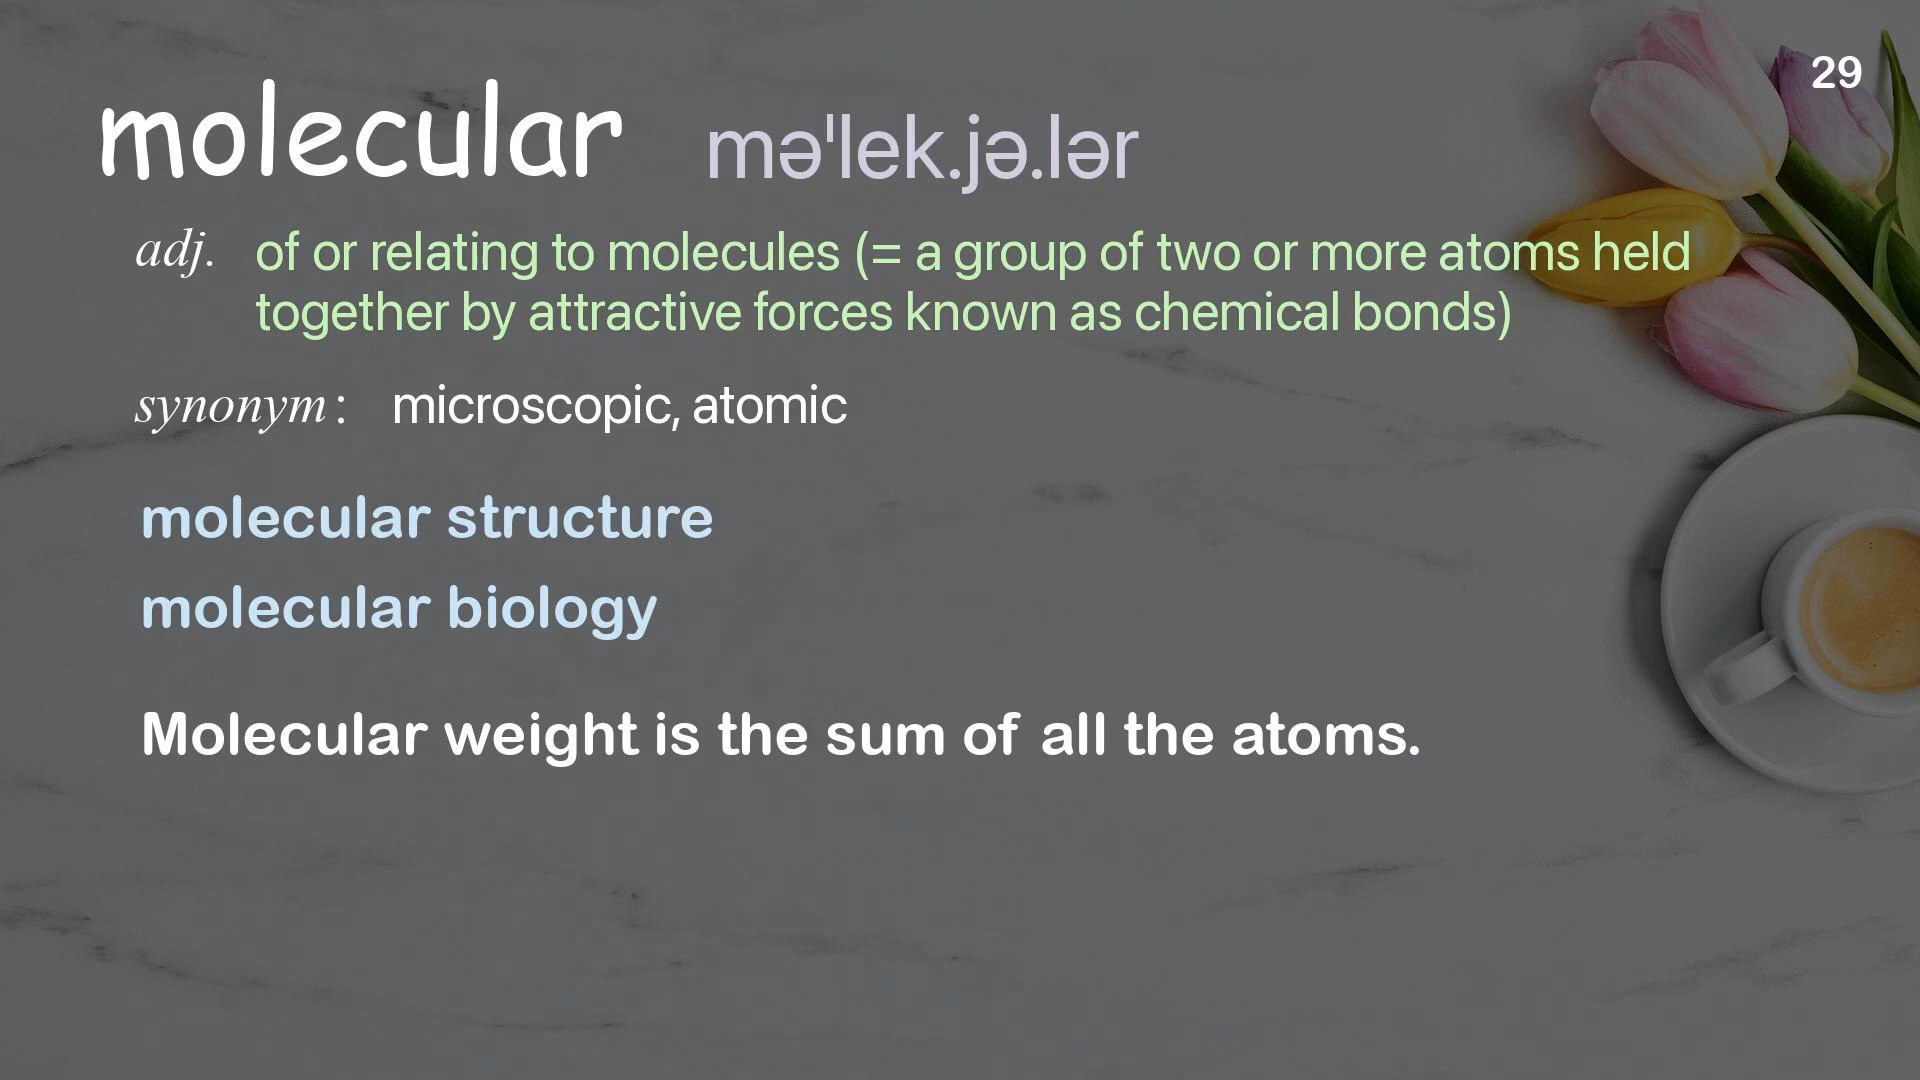 29
molecular məˈlek.jə.lər
adj. of or relating to molecules (= a group of two or more atoms held
together by attractive forces known as chemical bonds)
synonym: microscopic, atomic
molecular structure
molecular biology
Molecular weight is the sum of all the atoms.